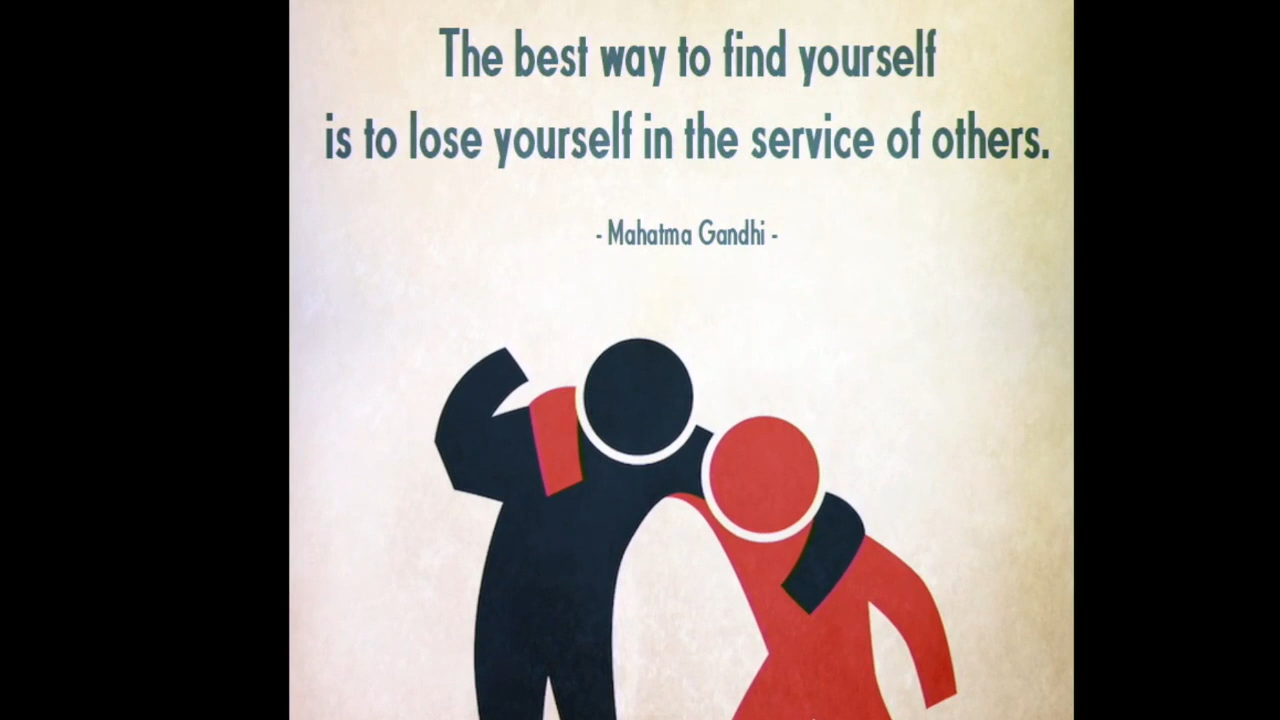 The best way to find yourself
is to lose yourself in the service of others.
- Mahatma Gandhi -